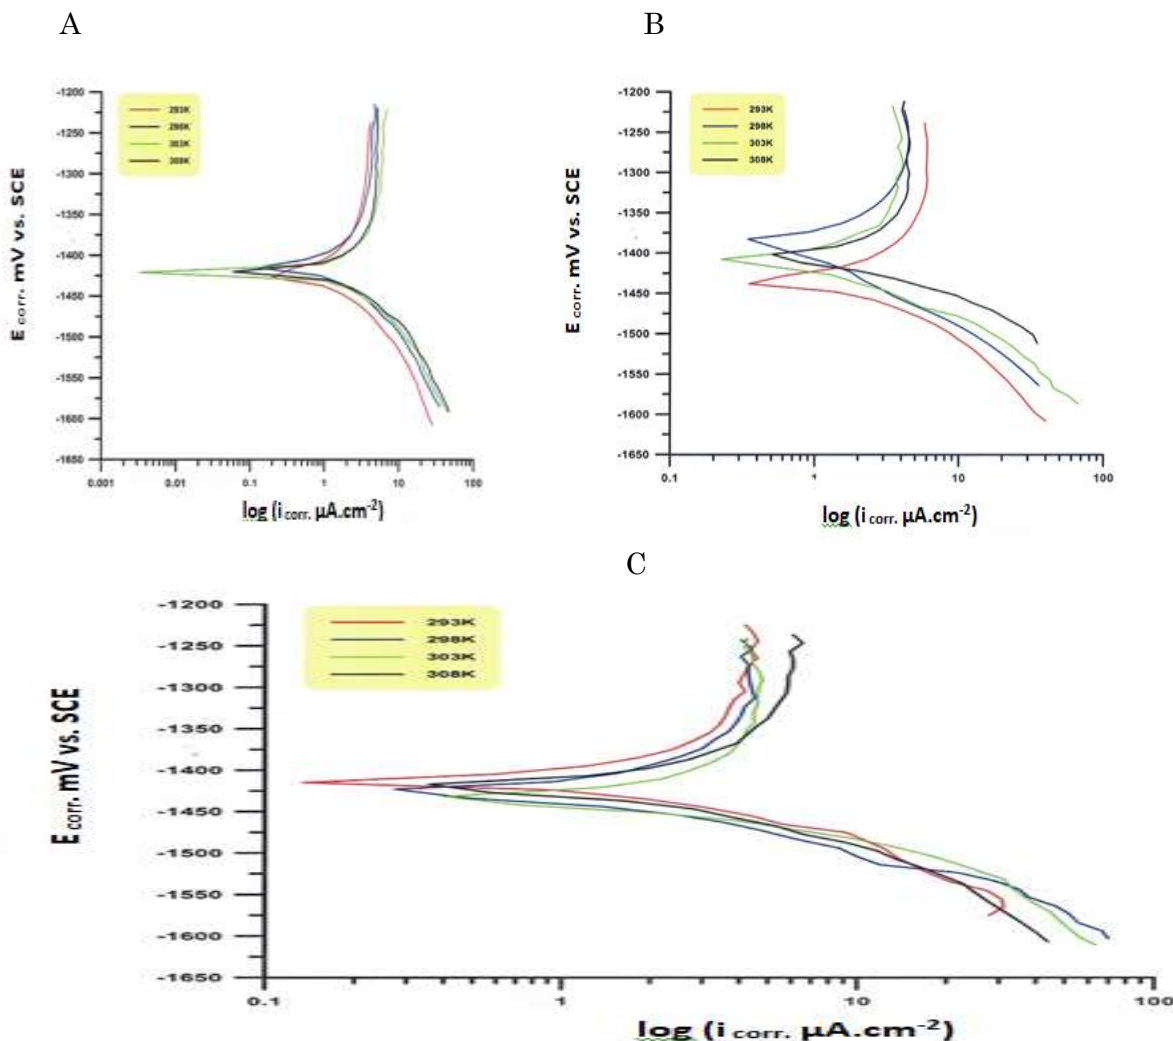 A
-1200
-1250
-1300
-1350
-1400
-1450
-1500
-1550
-1600
-1650
293K
298K
303K
308K
E corr. mV vs. SCE
0.001
0.01
0.1
1
10
100
log (i corr. µA.cm-2)
B
-1200
-1250
-1300
-1350
-1400
-1450
-1500
-1550
-1600
-1650
293K
298K
303K
308K
E corr. mV vs. SCE
0.1
1
10
100
log (i corr. µA.cm-2)
C
-1200
-1250
-1300
-1350
-1400
-1450
-1500
-1550
-1600
-1650
293K
298K
303K
308K
E corr. mV vs. SCE
0.1
1
10
100
log (i corr. µA.cm-2)